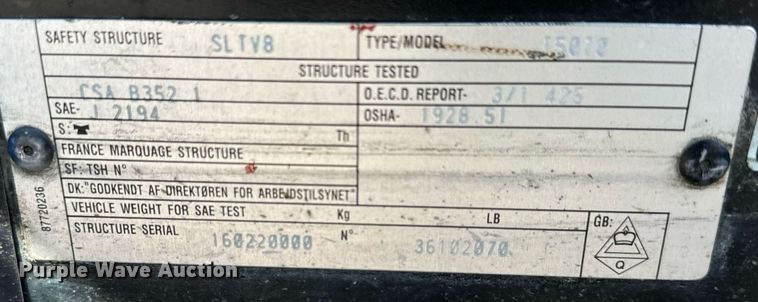 SAFETY STRUCTURE SLTV8 TYPE/MODEL T5070
STRUCTURE TESTED
CSA B352 1 O.E.C.D. REPORT- 3/1 425
SAE- J 2194 OSHA- 1928.51
S: Th
FRANCE MARQUAGE STRUCTURE
SF: TSH N°
DK: "GODKENDT AF DIREKTØREN FOR ARBEJDSTILSYNET"
VEHICLE WEIGHT FOR SAE TEST Kg LB GB:
STRUCTURE SERIAL 160220000 N° 36102070
Q
87720236
Purple Wave Auction